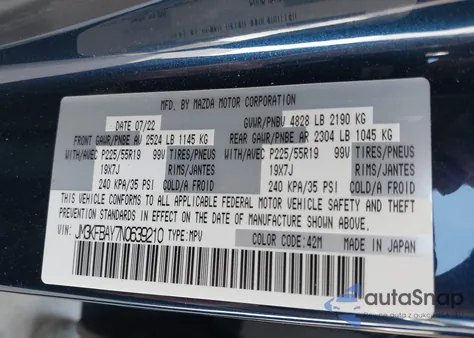 MFD. BY MAZDA MOTOR CORPORATION
DATE 07/22 GVWR/PNBV 4828 LB 2190 KG
FRONT GAWR/PNBE AV 2524 LB 1145 KG REAR GAWR/PNBE AR 2304 LB 1045 KG
WITH/AVEC P225/55R19 99V TIRES/PNEUS WITH/AVEC P225/55R19 99V TIRES/PNEUS
19X7J RIMS/JANTES 19X7J RIMS/JANTES
240 KPA/35 PSI COLD/A FROID 240 KPA/35 PSI COLD/A FROID
THIS VEHICLE CONFORMS TO ALL APPLICABLE FEDERAL MOTOR VEHICLE SAFETY AND THEFT
PREVENTION STANDARDS IN EFFECT ON THE DATE OF MANUFACTURE SHOWN ABOVE.
VIN: JM3KFBAY7N0639210 TYPE:MPV COLOR CODE:42M MADE IN JAPAN
autoSnap